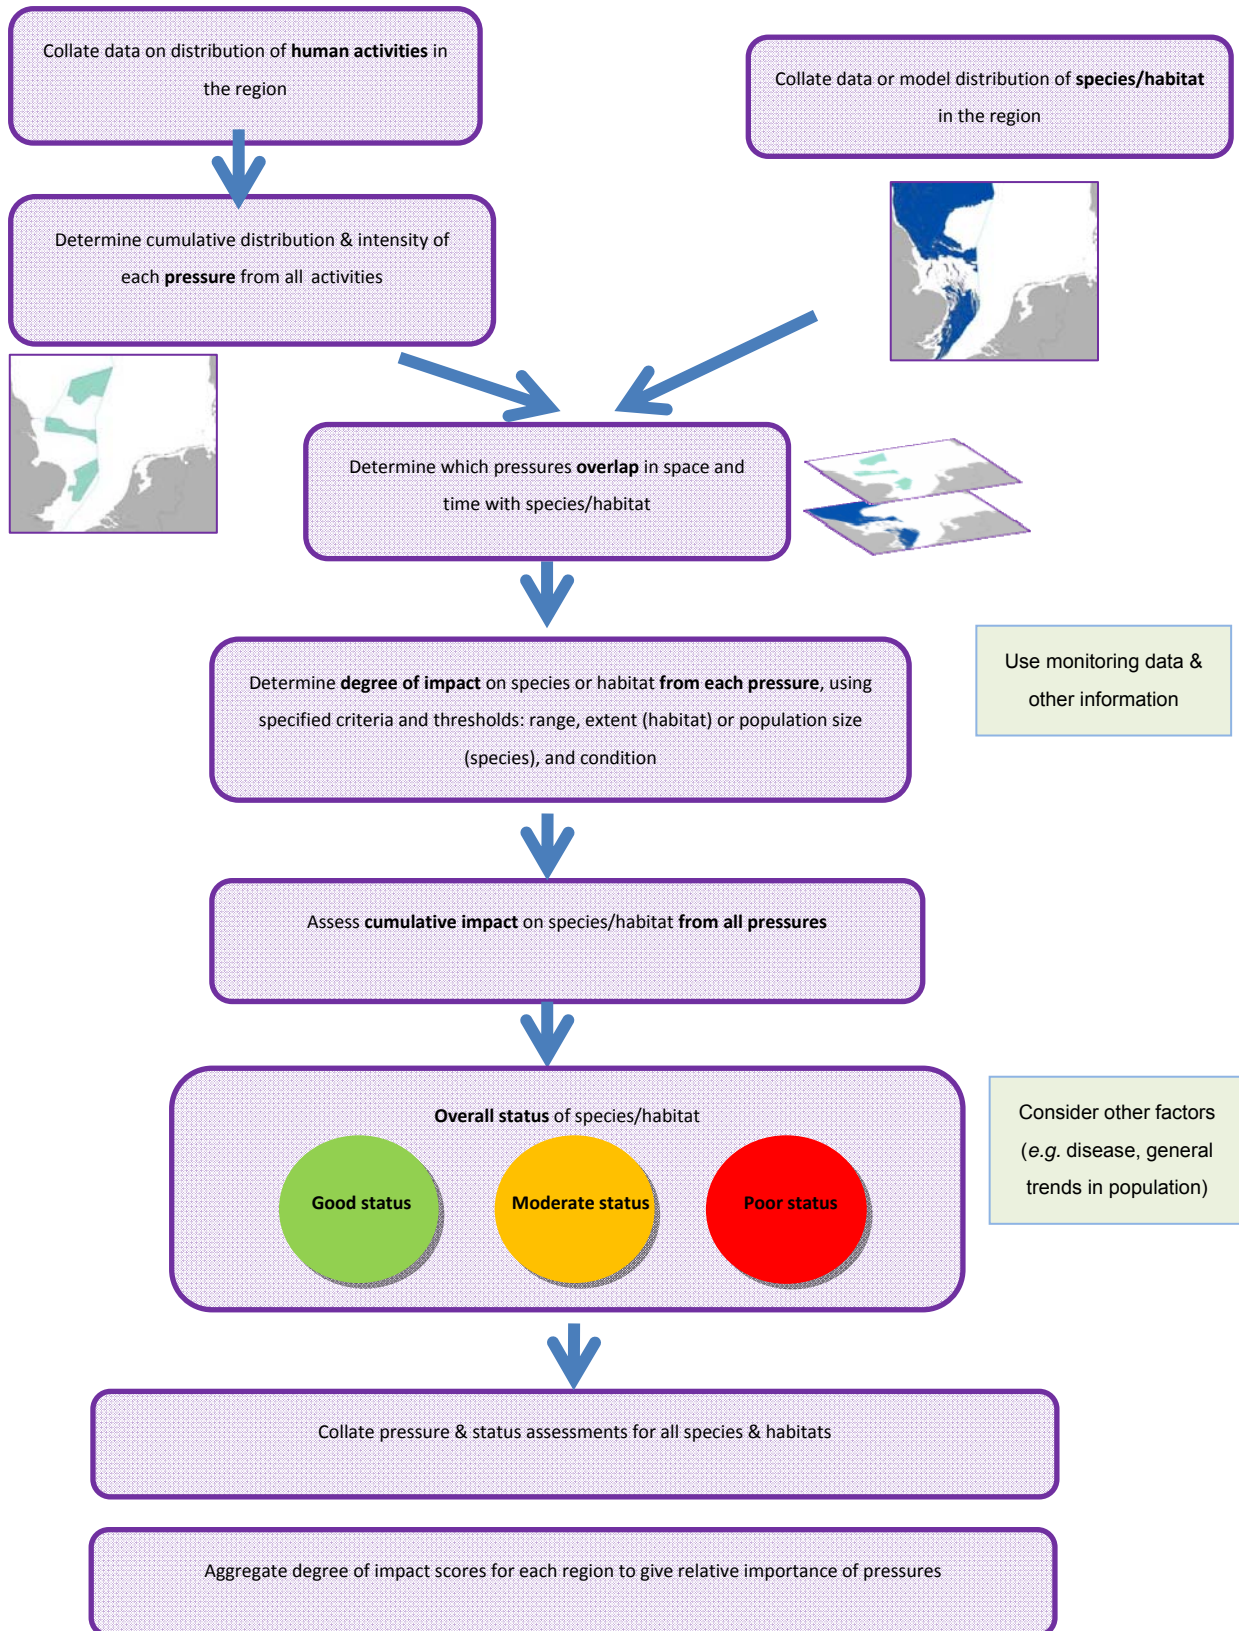 Collate data on distribution of human activities in
the region
Collate data or model distribution of species/habitat
in the region
Determine cumulative distribution & intensity of
each pressure from all activities
Determine which pressures overlap in space and
time with species/habitat
Determine degree of impact on species or habitat from each pressure, using
specified criteria and thresholds: range, extent (habitat) or population size
(species), and condition
Use monitoring data &
other information
Assess cumulative impact on species/habitat from all pressures
Overall status of species/habitat
Good status
Moderate status
Poor status
Consider other factors
(e.g. disease, general
trends in population)
Collate pressure & status assessments for all species & habitats
Aggregate degree of impact scores for each region to give relative importance of pressures